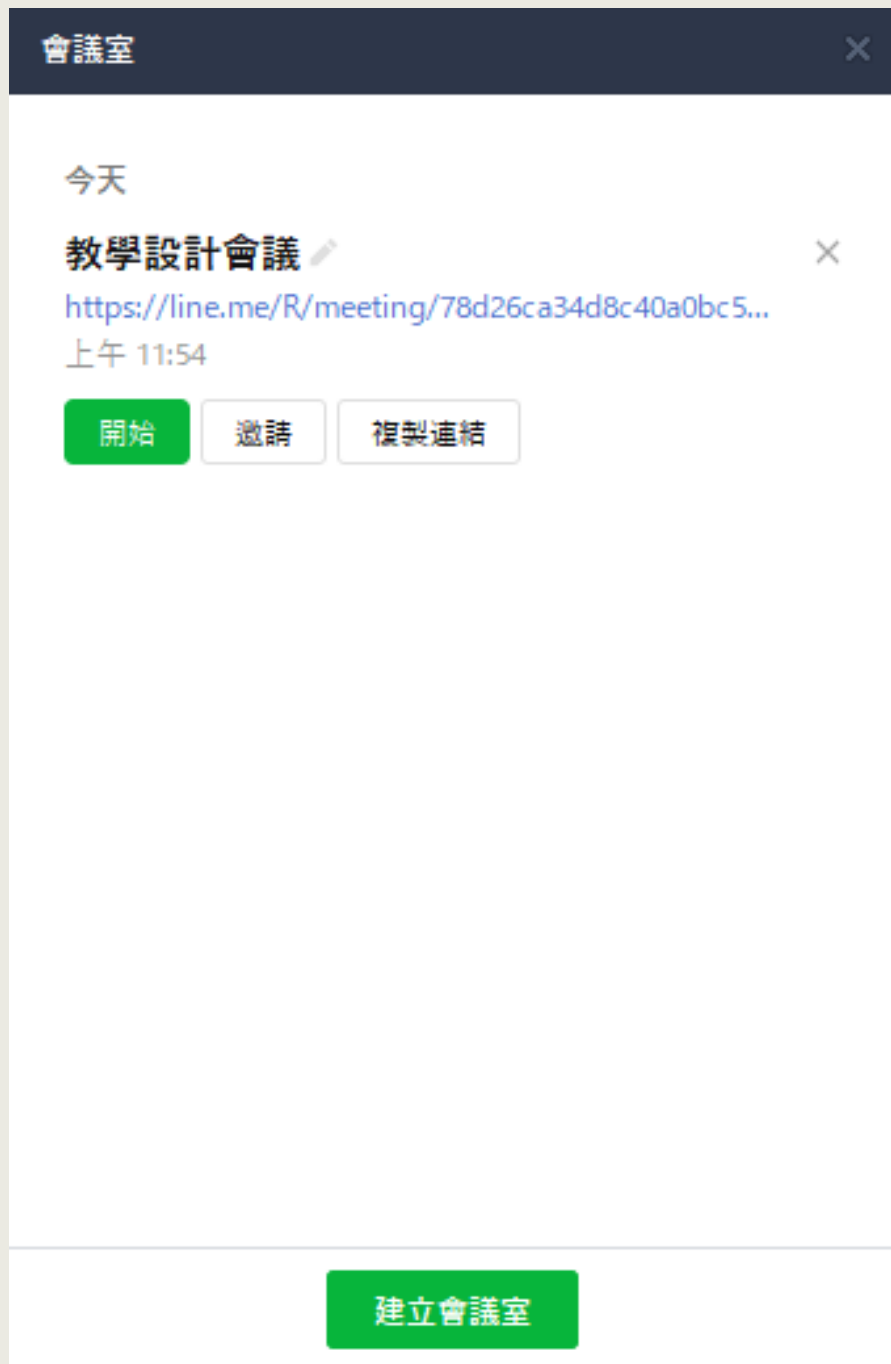 會議室
今天
教學設計會議
https://line.me/R/meeting/78d26ca34d8c40a0bc5...
上午 11:54
開始 邀請 複製連結
建立會議室